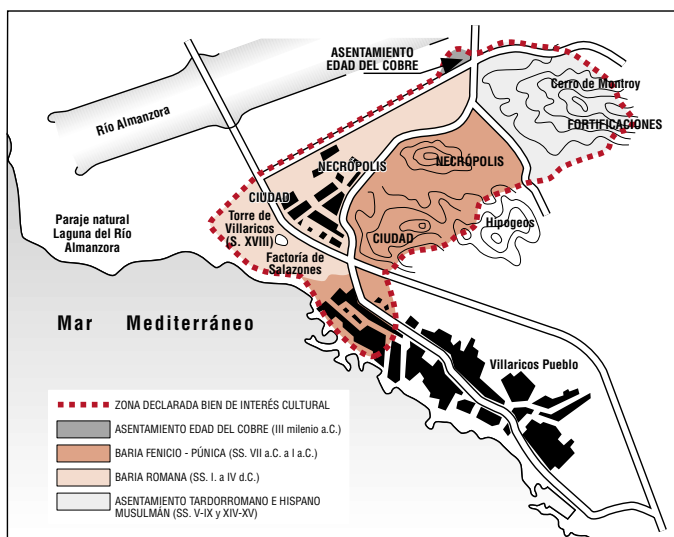 ASENTAMIENTO
EDAD DEL COBRE
Cerro de Montroy
FORTIFICACIONES
Río Almanzora
NECRÓPOLIS
NECRÓPOLIS
CIUDAD
Torre de
Villaricos
(S. XVIII)
Paraje natural
Laguna del Río
Almanzora
Hipogeos
CIUDAD
Factoría de
Salazones
Mar Mediterráneo
Villaricos Pueblo
ZONA DECLARADA BIEN DE INTERÉS CULTURAL
ASENTAMIENTO EDAD DEL COBRE (III milenio a.C.)
BARIA FENICIO - PÚNICA (SS. VII a.C. a I a.C.)
BARIA ROMANA (SS. I. a IV d.C.)
ASENTAMIENTO TARDORROMANO E HISPANO
MUSULMÁN (SS. V-IX y XIV-XV)